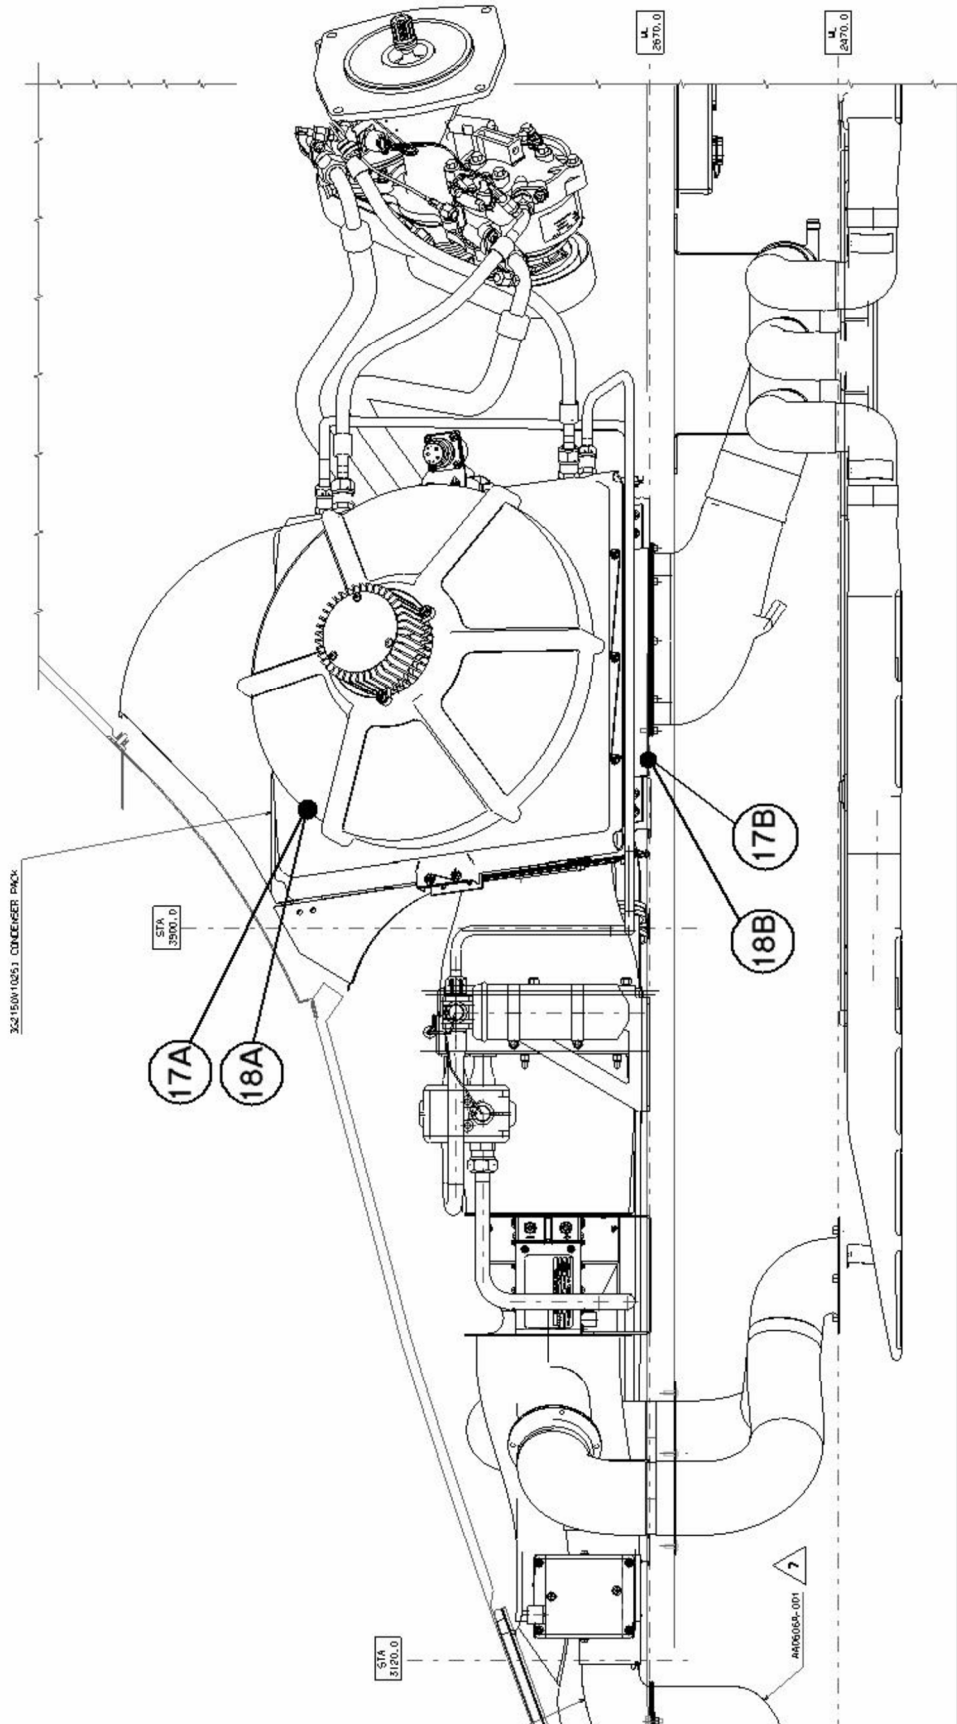 WL
2670.0
WL
2470.0
3G2150V10251 CONDENSER PACK
STA
3900.0
17A
18A
17B
18B
STA
3120.0
AA0606A-001
7